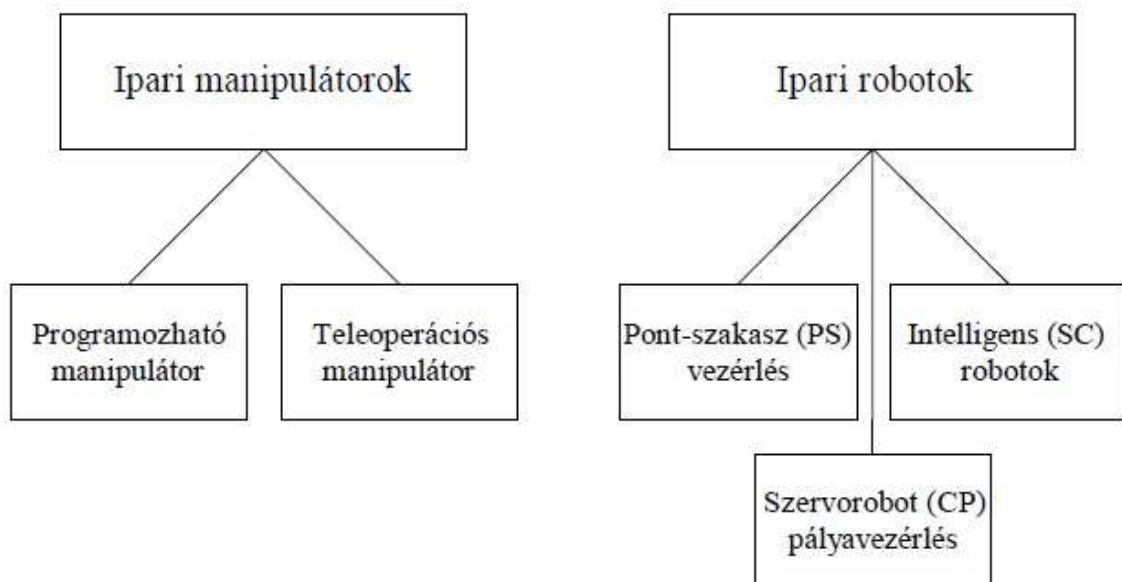 Ipari manipulátorok
Programozható
manipulátor
Teleoperációs
manipulátor
Ipari robotok
Pont-szakasz (PS)
vezérlés
Intelligens (SC)
robotok
Szervorobot (CP)
pályavezérlés